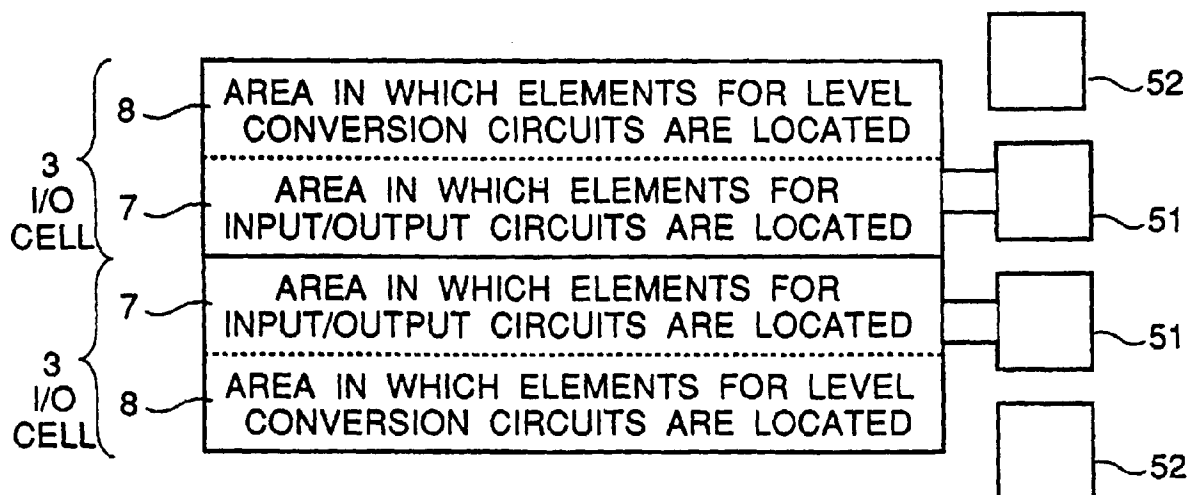 52
8 AREA IN WHICH ELEMENTS FOR LEVEL
CONVERSION CIRCUITS ARE LOCATED
3
I/O
CELL
7 AREA IN WHICH ELEMENTS FOR
INPUT/OUTPUT CIRCUITS ARE LOCATED
51
7 AREA IN WHICH ELEMENTS FOR
INPUT/OUTPUT CIRCUITS ARE LOCATED
51
3
I/O
CELL
8 AREA IN WHICH ELEMENTS FOR LEVEL
CONVERSION CIRCUITS ARE LOCATED
52